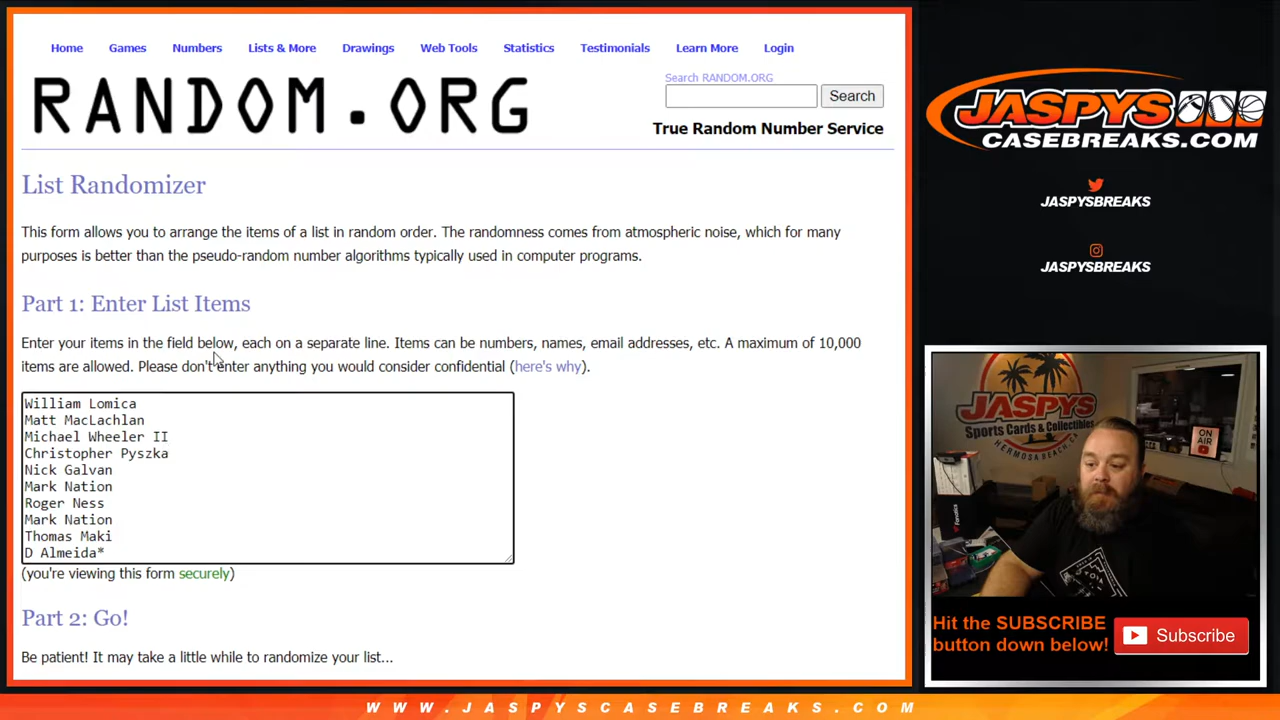 Home Games Numbers Lists & More Drawings Web Tools Statistics Testimonials Learn More Login
RANDOM.ORG
Search RANDOM.ORG
Search
True Random Number Service
List Randomizer
This form allows you to arrange the items of a list in random order. The randomness comes from atmospheric noise, which for many
purposes is better than the pseudo-random number algorithms typically used in computer programs.
Part 1: Enter List Items
Enter your items in the field below, each on a separate line. Items can be numbers, names, email addresses, etc. A maximum of 10,000
items are allowed. Please don't enter anything you would consider confidential (here's why).
William Lomica
Matt MacLachlan
Michael Wheeler II
Christopher Pyszka
Nick Galvan
Mark Nation
Roger Ness
Mark Nation
Thomas Maki
D Almeida*
(you're viewing this form securely)
Part 2: Go!
Be patient! It may take a little while to randomize your list...
JASPYS
CASEBREAKS.COM
JASPYSBREAKS
JASPYSBREAKS
JASPYS
Sports Cards & Collectibles
HERMOSA BEACH, CA
ON
AIR
Fanatics
Hit the SUBSCRIBE
button down below!
Subscribe
WWW.JASPYSCASEBREAKS.COM